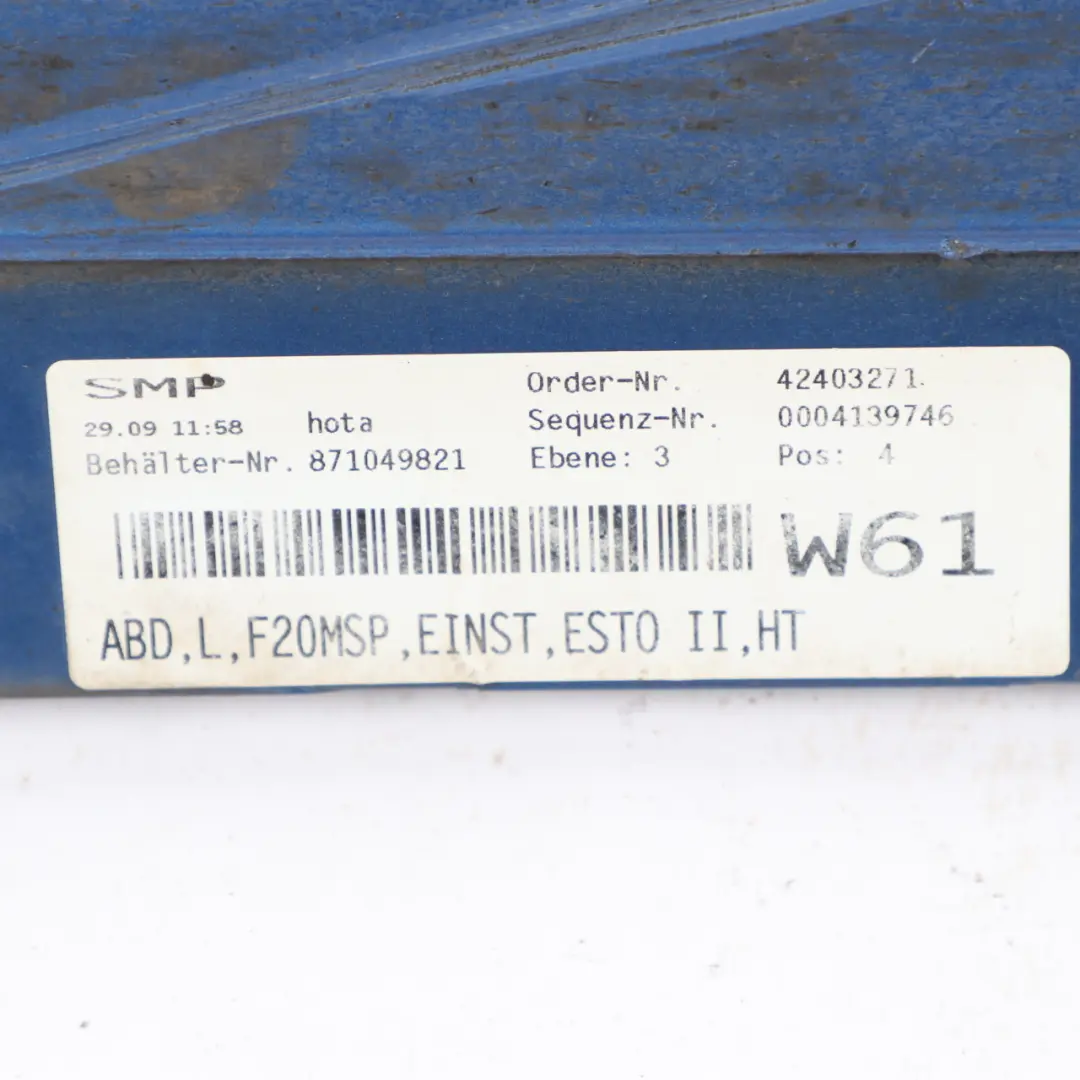 SMP Order-Nr. 42403271.
29.09 11:58 hota Sequenz-Nr. 0004139746
Behälter-Nr. 871049821 Ebene: 3 Pos: 4
W61
ABD,L,F20MSP,EINST,ESTO II,HT